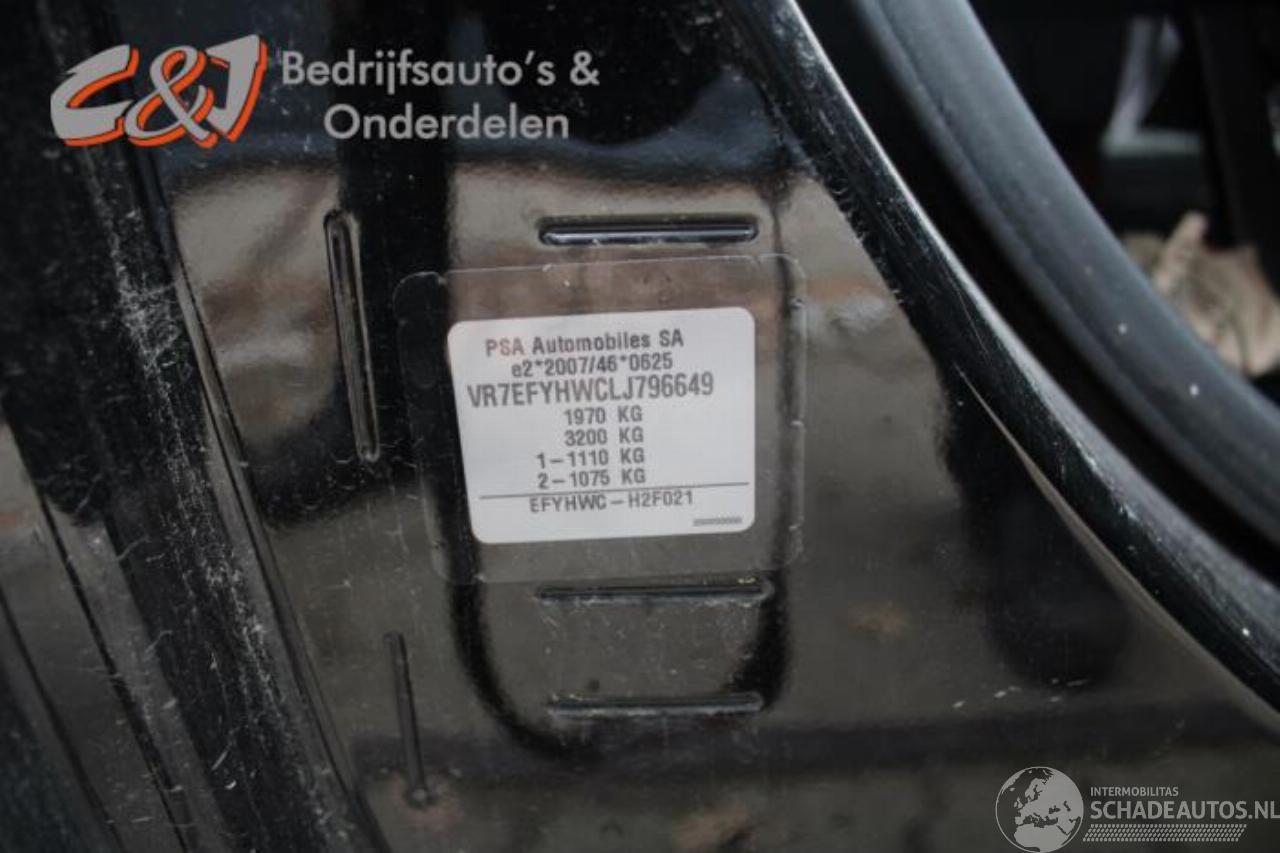 C&J Bedrijfsauto's &
Onderdelen
PSA Automobiles SA
e2*2007/46*0625
VR7EFYHWCLJ796649
1970 KG
3200 KG
1-1110 KG
2-1075 KG
EFYHWC-H2F021
INTERMOBILITAS
SCHADEAUTOS.NL